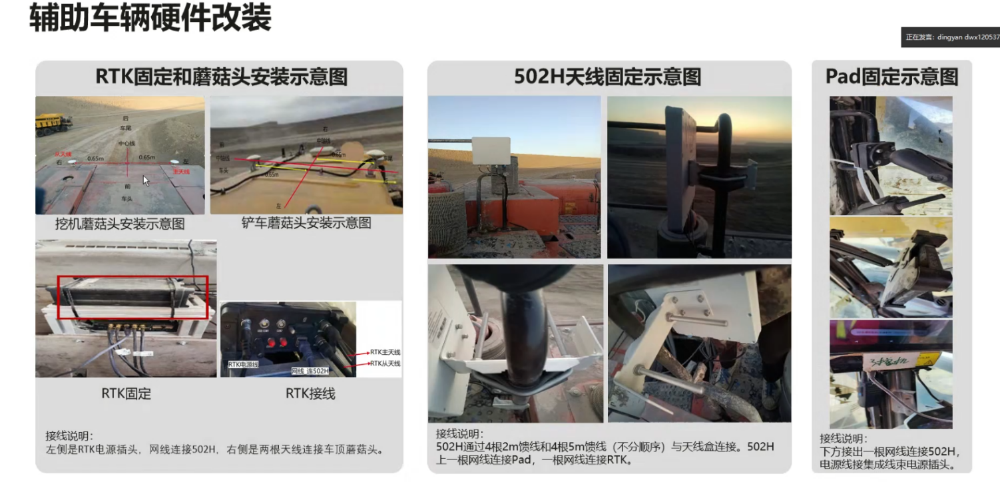 辅助车辆硬件改装
正在发言: dingyan dwx120537
RTK固定和蘑菇头安装示意图
后
车尾
中心线
从天线
右
0.65m
0.65m
左
主天线
前
车头
挖机蘑菇头安装示意图
右
中轴线
中轴线
车头
车尾
0.65m
左
铲车蘑菇头安装示意图
RTK固定
RTK电源线
网线 连502H
RTK主天线
RTK从天线
RTK接线
接线说明：
左侧是RTK电源插头，网线连接502H，右侧是两根天线连接车顶蘑菇头。
502H天线固定示意图
接线说明：
502H通过4根2m馈线和4根5m馈线（不分顺序）与天线盒连接。502H
上一根网线连接Pad，一根网线连接RTK。
Pad固定示意图
接线说明：
下方接出一根网线连接502H，
电源线接集成线束电源插头。